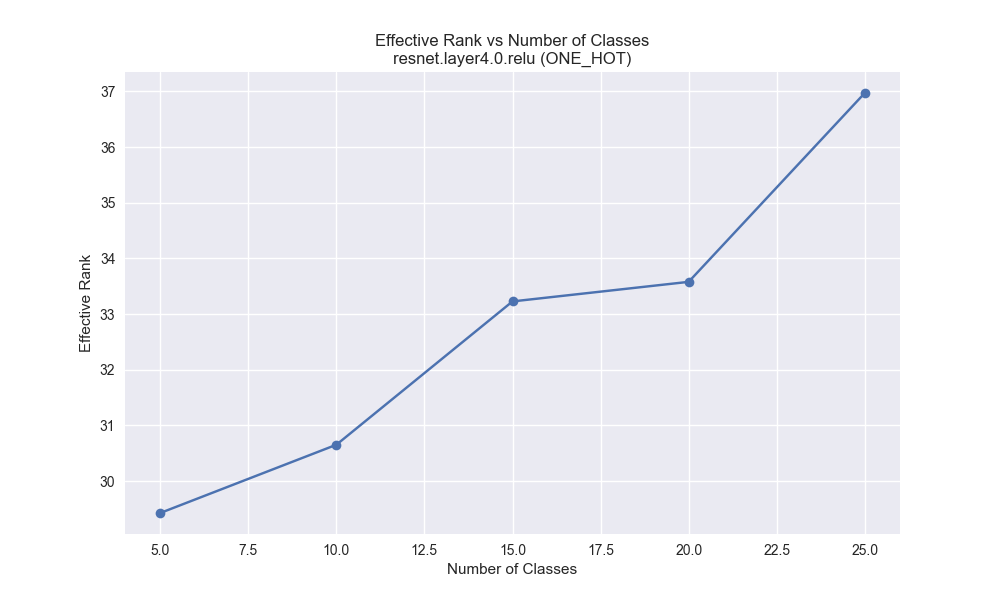 Effective Rank vs Number of Classes
resnet.layer4.0.relu (ONE_HOT)
37
36
35
34
33
32
31
30
Effective Rank
5.0 7.5 10.0 12.5 15.0 17.5 20.0 22.5 25.0
Number of Classes